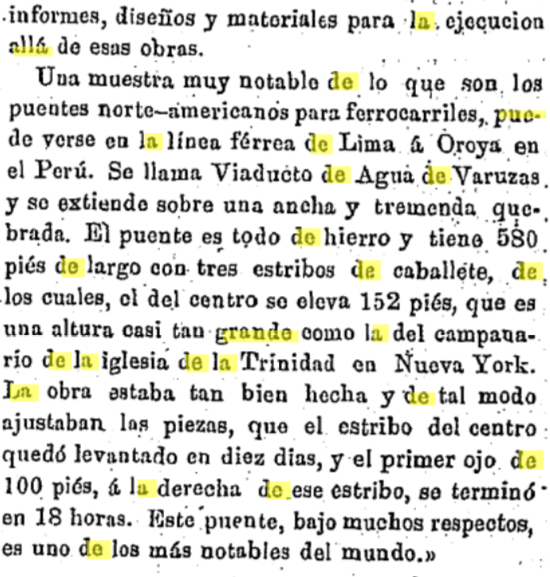 informes, diseños y materiales para la ejecucion
allá de esas obras.
Una muestra muy notable de lo que son los
puentes norte-americanos para ferrocarriles, pue-
de verse en la línea férrea de Lima á Oroya en
el Perú. Se llama Viaducto de Agua de Varuzas
y se extiende sobre una ancha y tremenda que-
brada. El puente es todo de hierro y tiene 580
piés de largo con tres estribos de caballete, de
los cuales, el del centro se eleva 152 piés, que es
una altura casi tan grande como la del campana-
rio de la iglesia de la Trinidad en Nueva York.
La obra estaba tan bien hecha y de tal modo
ajustaban las piezas, que el estribo del centro
quedó levantado en diez dias, y el primer ojo de
100 piés, á la derecha de ese estribo, se terminó
en 18 horas. Este puente, bajo muchos respectos,
es uno de los más notables del mundo.»